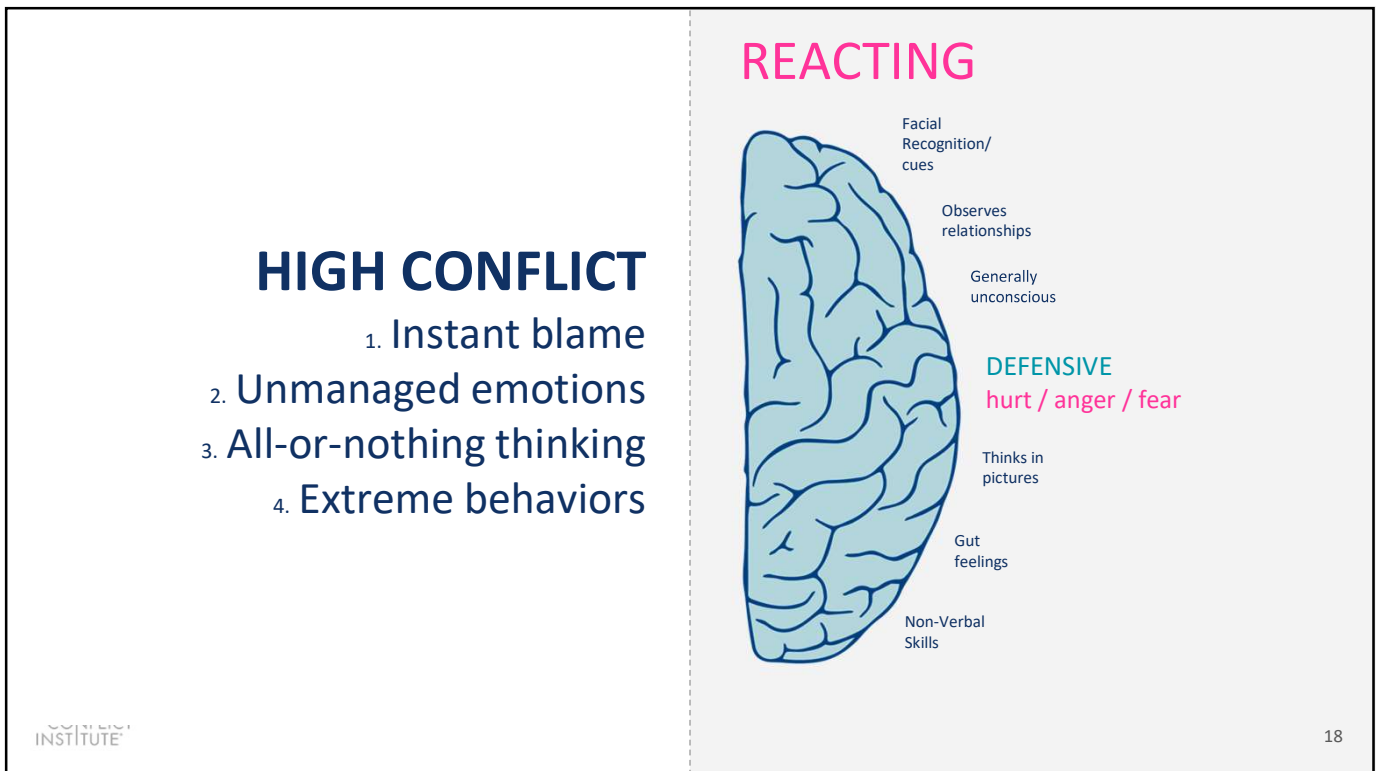 HIGH CONFLICT
1. Instant blame
2. Unmanaged emotions
3. All-or-nothing thinking
4. Extreme behaviors
REACTING
Facial
Recognition/
cues
Observes
relationships
Generally
unconscious
DEFENSIVE
hurt / anger / fear
Thinks in
pictures
Gut
feelings
Non-Verbal
Skills
CONFLICT
INSTITUTE®
18